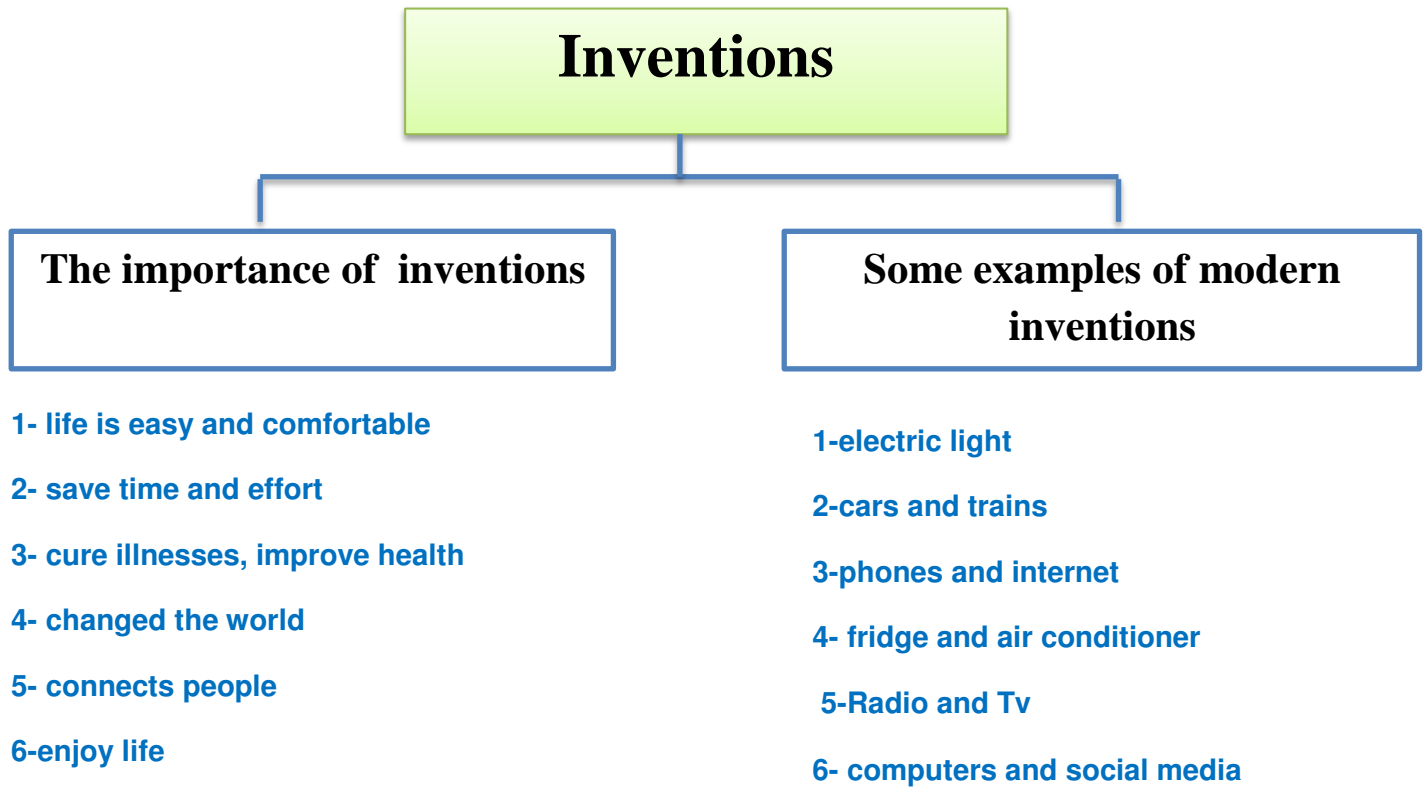 Inventions
The importance of inventions
Some examples of modern
inventions
1- life is easy and comfortable
2- save time and effort
3- cure illnesses, improve health
4- changed the world
5- connects people
6-enjoy life
1-electric light
2-cars and trains
3-phones and internet
4- fridge and air conditioner
5-Radio and Tv
6- computers and social media